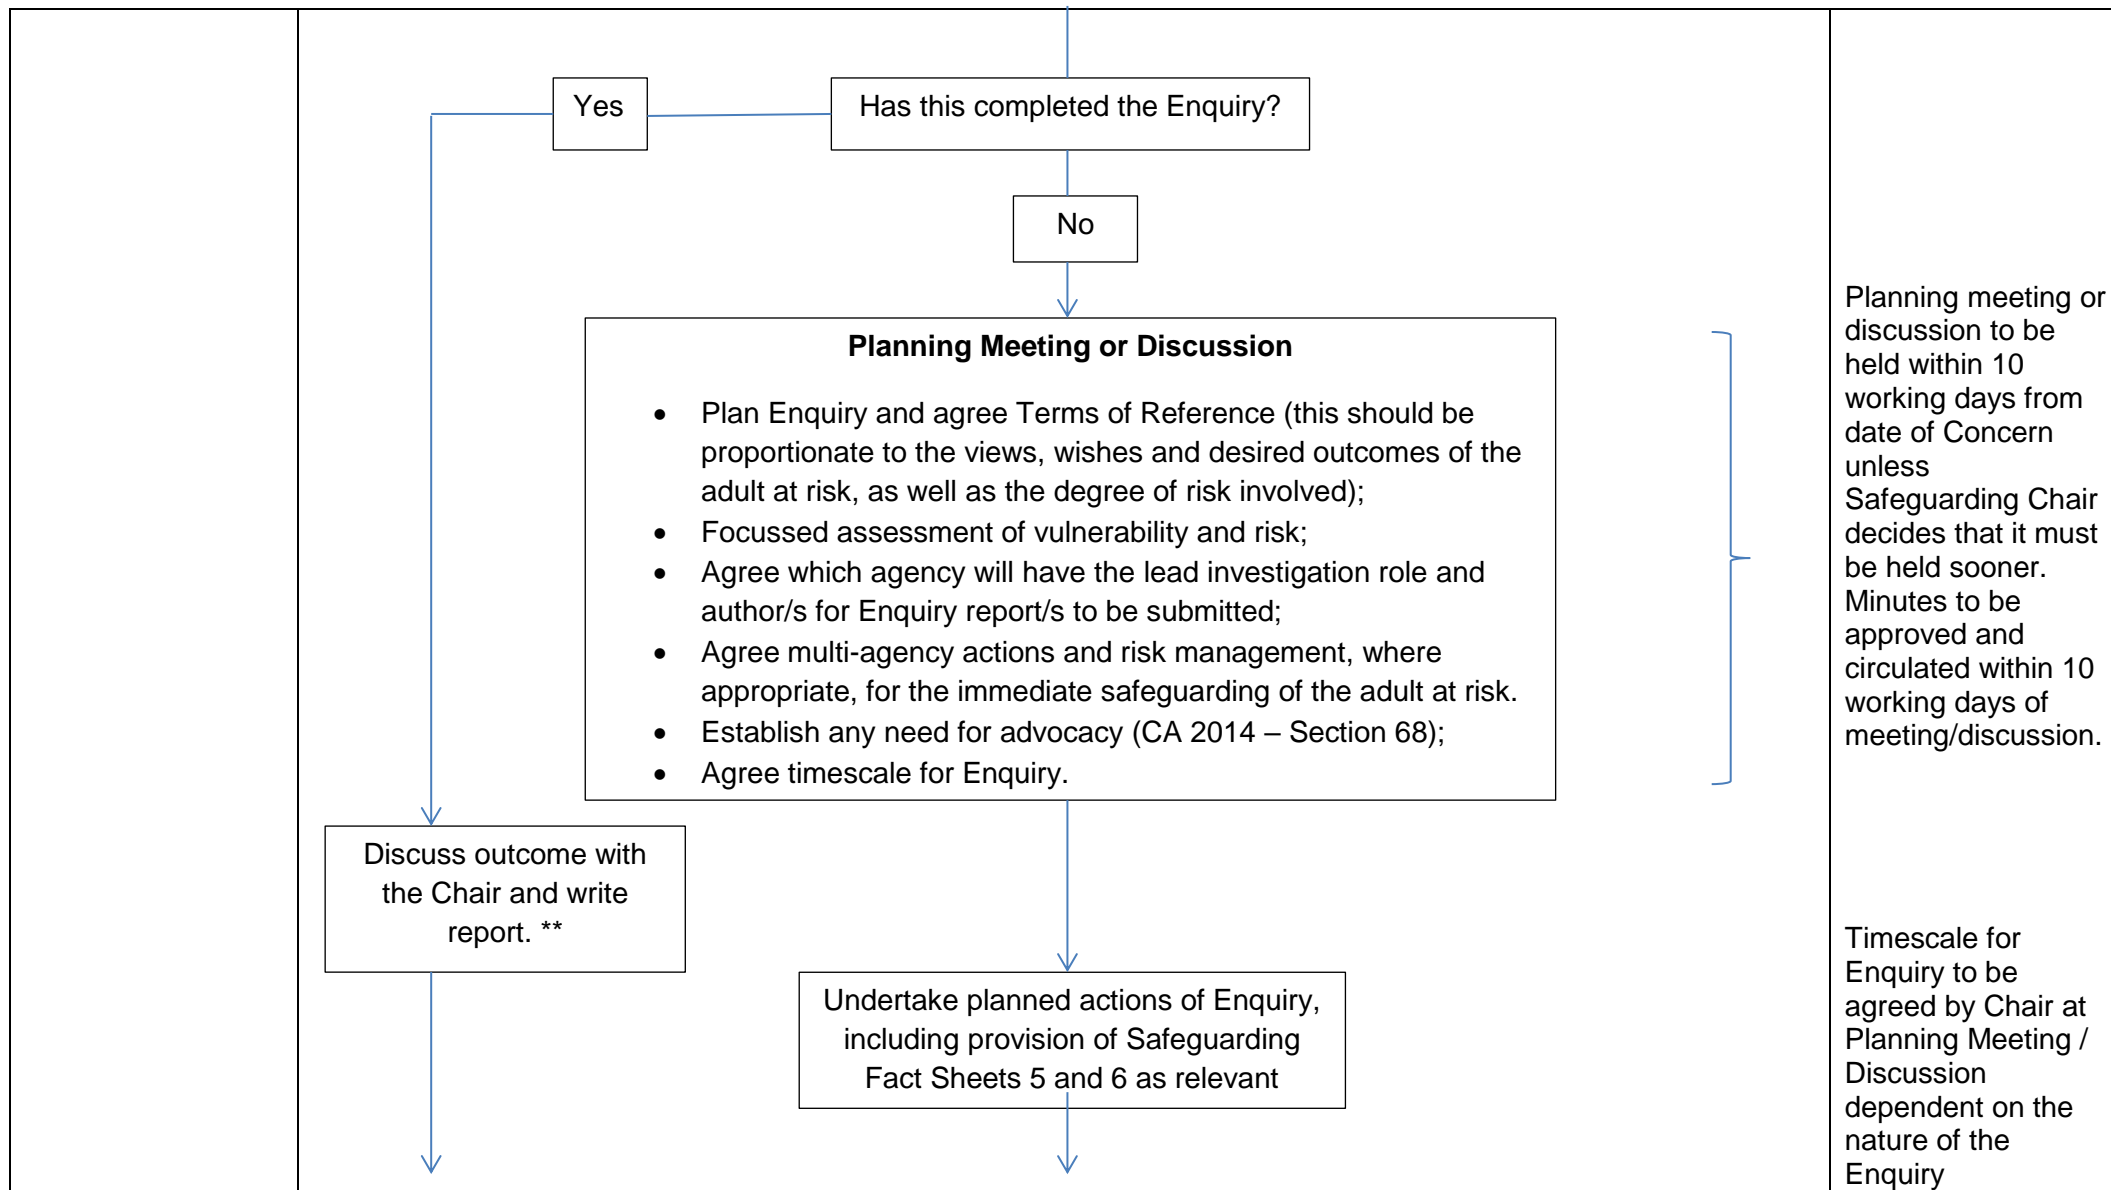 Yes
Has this completed the Enquiry?
No
Planning Meeting or Discussion
• Plan Enquiry and agree Terms of Reference (this should be
proportionate to the views, wishes and desired outcomes of the
adult at risk, as well as the degree of risk involved);
• Focussed assessment of vulnerability and risk;
• Agree which agency will have the lead investigation role and
author/s for Enquiry report/s to be submitted;
• Agree multi-agency actions and risk management, where
appropriate, for the immediate safeguarding of the adult at risk.
• Establish any need for advocacy (CA 2014 – Section 68);
• Agree timescale for Enquiry.
Discuss outcome with
the Chair and write
report. **
Undertake planned actions of Enquiry,
including provision of Safeguarding
Fact Sheets 5 and 6 as relevant
Planning meeting or
discussion to be
held within 10
working days from
date of Concern
unless
Safeguarding Chair
decides that it must
be held sooner.
Minutes to be
approved and
circulated within 10
working days of
meeting/discussion.
Timescale for
Enquiry to be
agreed by Chair at
Planning Meeting /
Discussion
dependent on the
nature of the
Enquiry